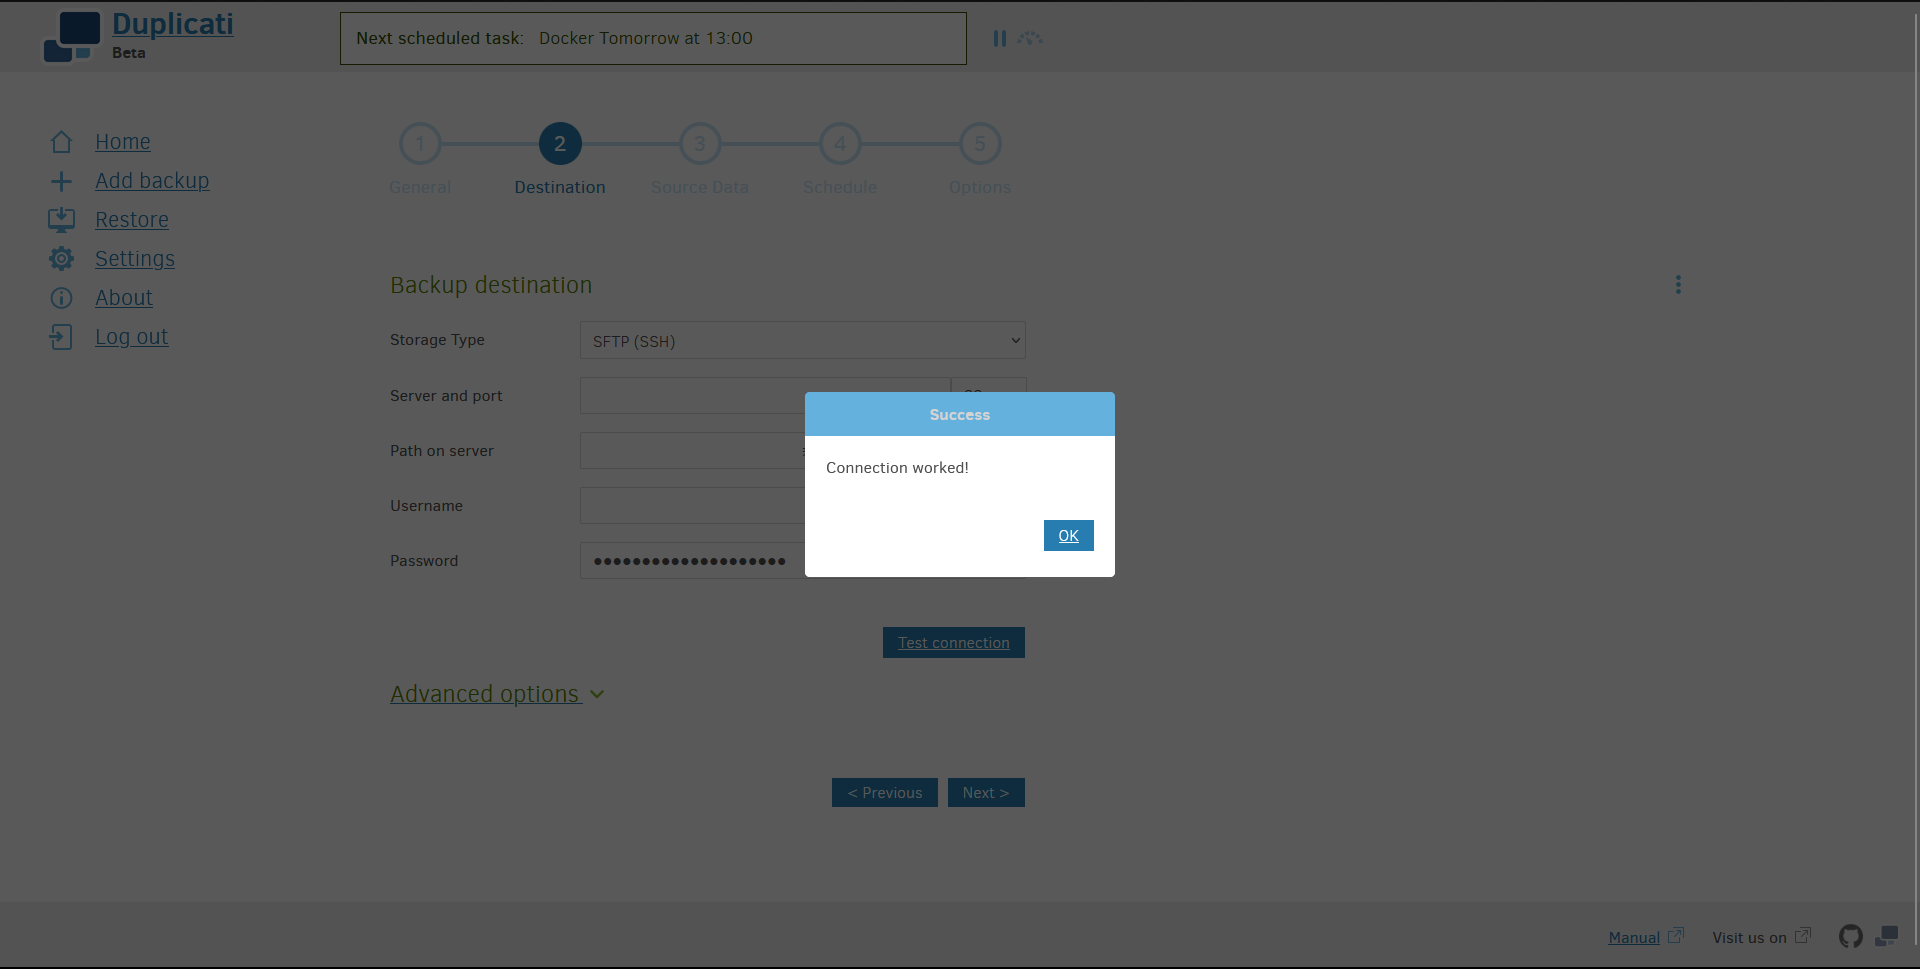 Duplicati
Beta
Next scheduled task: Docker Tomorrow at 13:00
Home
Add backup
Restore
Settings
About
Log out
1
2
3
4
5
General
Destination
Source Data
Schedule
Options
Backup destination
Storage Type
SFTP (SSH)
Server and port
Path on server
Username
Password
Success
Connection worked!
OK
Test connection
Advanced options
< Previous
Next >
Manual
Visit us on